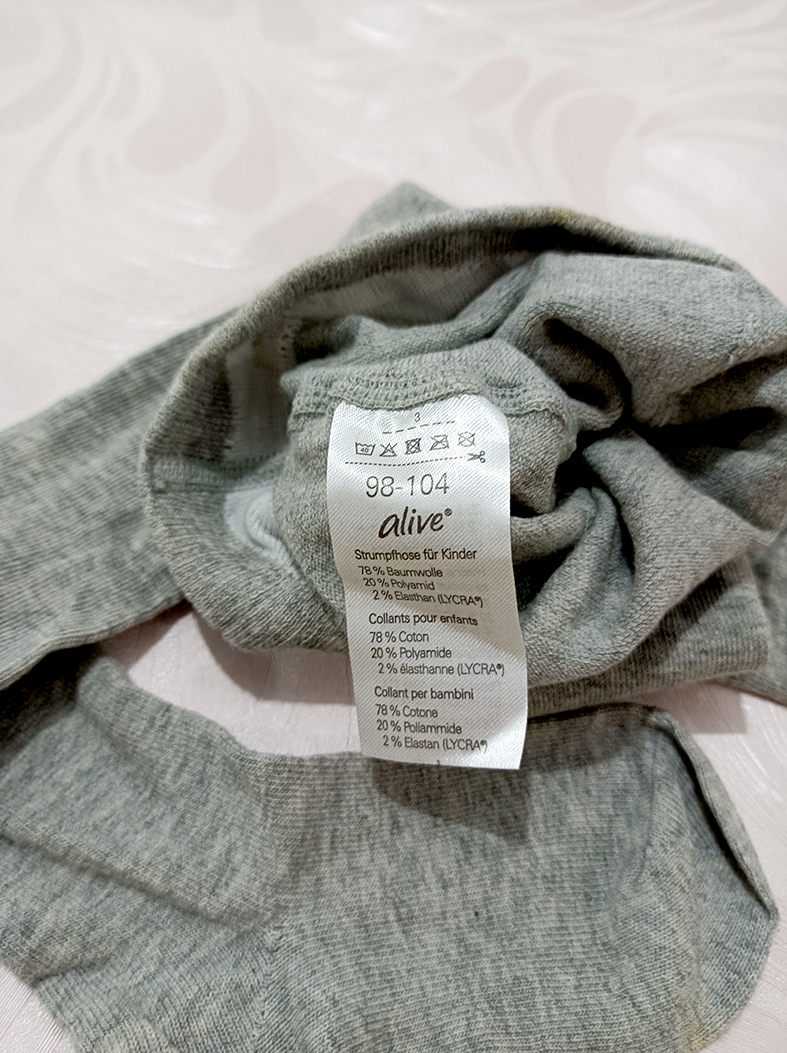 3
40
98-104
alive®
Strumpfhose für Kinder
78 % Baumwolle
20 % Polyamid
2 % Elasthan (LYCRA®)
Collants pour enfants
78 % Coton
20 % Polyamide
2 % élasthanne (LYCRA®)
Collant per bambini
78 % Cotone
20 % Poliammide
2 % Elastan (LYCRA®)